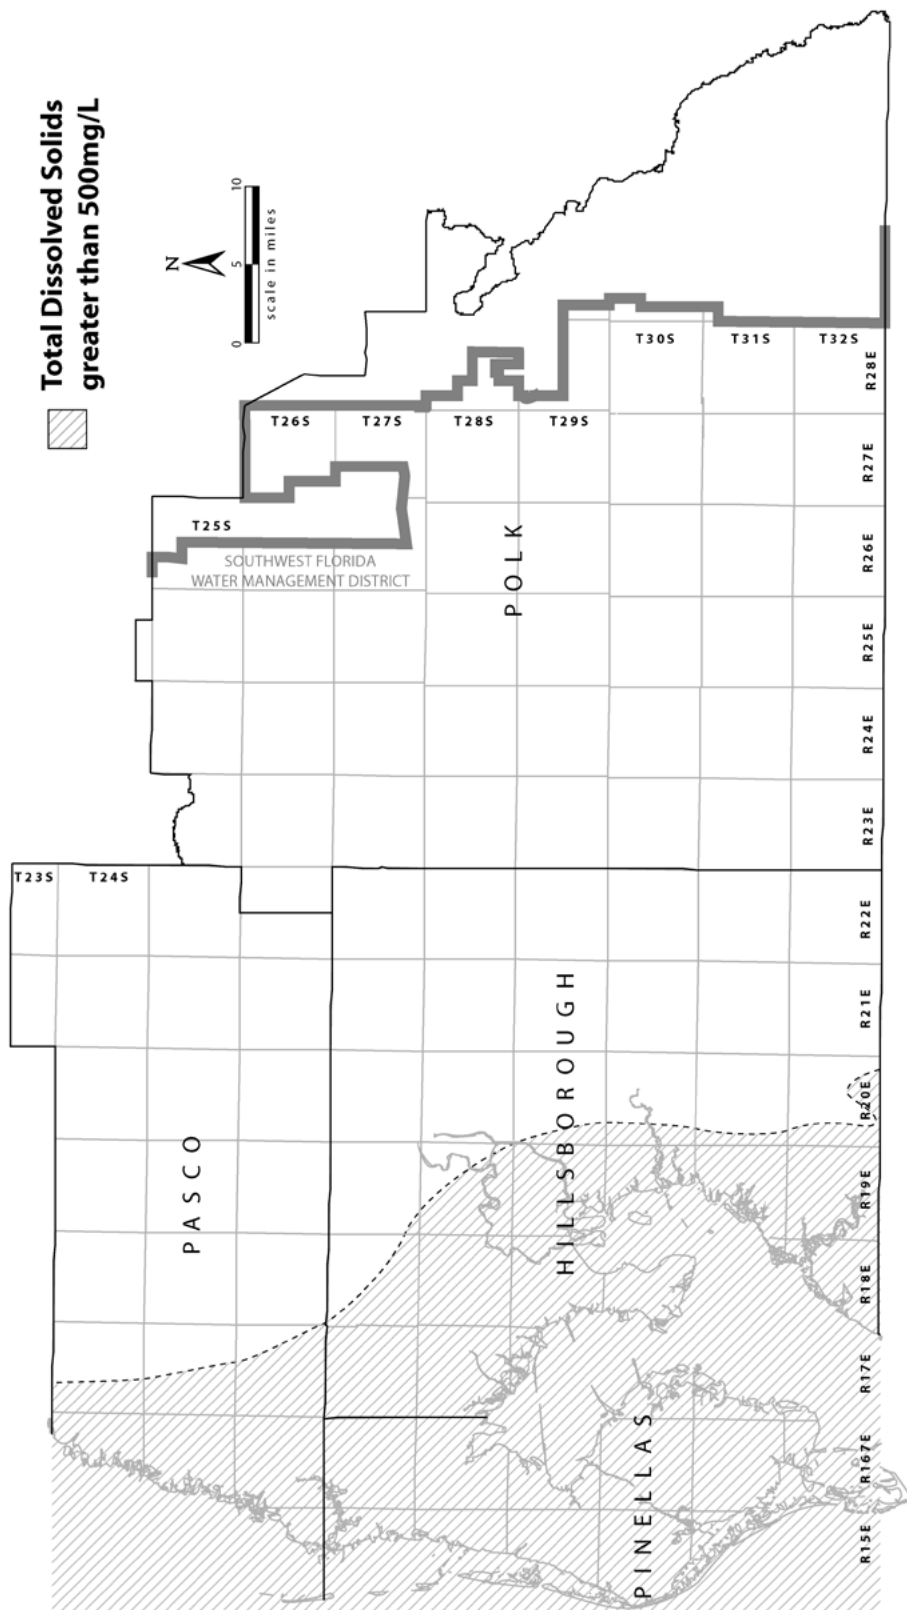 Total Dissolved Solids
greater than 500mg/L
N
0 5 10
scale in miles
T23S
T24S
T25S
T26S
T27S
T28S
T29S
T30S
T31S
T32S
SOUTHWEST FLORIDA
WATER MANAGEMENT DISTRICT
PASCO
POLK
HILLSBOROUGH
PINELLAS
R15E
R167E
R17E
R18E
R19E
R20E
R21E
R22E
R23E
R24E
R25E
R26E
R27E
R28E